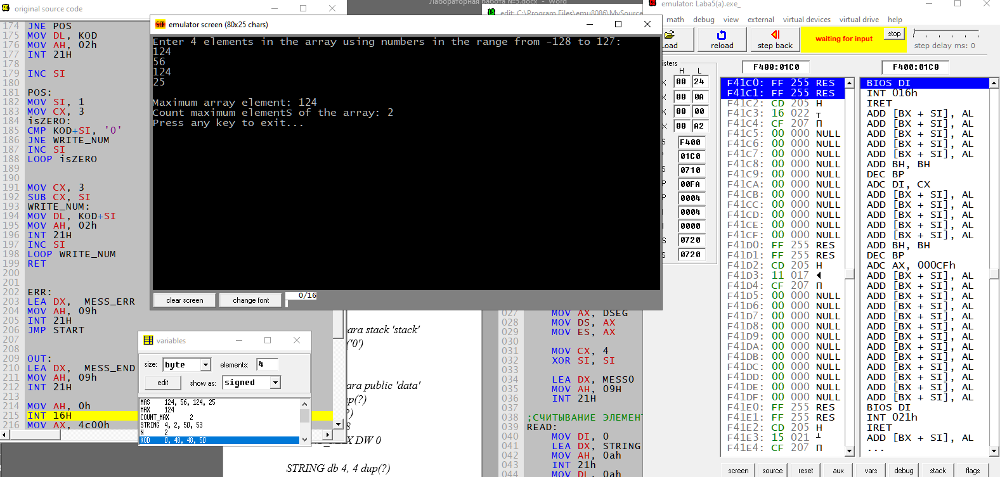 original source code
174 JNE POS
175 MOV DL, KOD
176 MOV AH, 02h
177 INT 21H
178
179 INC SI
180
181 POS:
182 MOV SI, 1
183 MOV CX, 3
184 isZERO:
185 CMP KOD+SI, '0'
186 JNE WRITE_NUM
187 INC SI
188 LOOP isZERO
189
190
191 MOV CX, 3
192 SUB CX, SI
193 WRITE_NUM:
194 MOV DL, KOD+SI
195 MOV AH, 02h
196 INT 21H
197 INC SI
198 LOOP WRITE_NUM
199 RET
200
201
202 ERR:
203 LEA DX, MESS_ERR
204 MOV AH, 09h
205 INT 21H
206 JMP START
207
208
209 OUT:
210 LEA DX, MESS_END
211 MOV AH, 09h
212 INT 21H
213
214 MOV AH, 0h
215 INT 16H
216 MOV AX, 4c00h
Лабораторная работа №5.docx - Word
edit: C:\Program Files\emu8086\MySource
emulator screen (80x25 chars)
Enter 4 elements in the array using numbers in the range from -128 to 127:
124
56
124
25
Maximum array element: 124
Count maximum elementS of the array: 2
Press any key to exit...
clear screen change font 0/16
variables
size: byte elements: 4
edit show as: signed
MAS 124, 56, 124, 25
MAX 124
COUNT_MAX 2
STRING 4, 2, 50, 53
N 2
KOD 0, 48, 48, 50
ara stack 'stack'
('0')
ara public 'data'
up(?)
?)
8
X DW 0
STRING db 4, 4 dup(?)
027 MOV AX, DSEG
028 MOV DS, AX
029 MOV ES, AX
030
031 MOV CX, 4
032 XOR SI, SI
033
034 LEA DX, MESS0
035 MOV AH, 09H
036 INT 21H
037
038 ;СЧИТЫВАНИЕ ЭЛЕМЕНТ
039 READ:
040 MOV DI, 0
041 LEA DX, STRING
042 MOV AH, 0ah
043 INT 21h
044 MOV DL, 0ah
emulator: Laba5(a).exe_
math debug view external virtual devices virtual drive help
oad reload step back waiting for input stop step delay ms: 0
isters F400:01C0 F400:01C0
H L
X 00 24
X 00 0A
X 00 00
X 00 A2
S F400
P 01C0
S 0710
P 00FA
P 0004
I 0004
I 0000
S 0720
S 0720
F41C0: FF 255 RES
F41C1: FF 255 RES
F41C2: CD 205 Н
F41C3: 16 022 ┬
F41C4: CF 207 П
F41C5: 00 000 NULL
F41C6: 00 000 NULL
F41C7: 00 000 NULL
F41C8: 00 000 NULL
F41C9: 00 000 NULL
F41CA: 00 000 NULL
F41CB: 00 000 NULL
F41CC: 00 000 NULL
F41CD: 00 000 NULL
F41CE: 00 000 NULL
F41CF: 00 000 NULL
F41D0: FF 255 RES
F41D1: FF 255 RES
F41D2: CD 205 Н
F41D3: 11 017 ◄
F41D4: CF 207 П
F41D5: 00 000 NULL
F41D6: 00 000 NULL
F41D7: 00 000 NULL
F41D8: 00 000 NULL
F41D9: 00 000 NULL
F41DA: 00 000 NULL
F41DB: 00 000 NULL
F41DC: 00 000 NULL
F41DD: 00 000 NULL
F41DE: 00 000 NULL
F41DF: 00 000 NULL
F41E0: FF 255 RES
F41E1: FF 255 RES
F41E2: CD 205 Н
F41E3: 15 021 ┴
F41E4: CF 207 П
BIOS DI
INT 016h
IRET
ADD [BX + SI], AL
ADD [BX + SI], AL
ADD [BX + SI], AL
ADD [BX + SI], AL
ADD [BX + SI], AL
ADD BH, BH
DEC BP
ADC DI, CX
ADD [BX + SI], AL
ADD [BX + SI], AL
ADD [BX + SI], AL
ADD [BX + SI], AL
ADD [BX + SI], AL
ADD BH, BH
DEC BP
ADC AX, 000CFh
ADD [BX + SI], AL
ADD [BX + SI], AL
ADD [BX + SI], AL
ADD [BX + SI], AL
ADD [BX + SI], AL
ADD [BX + SI], AL
ADD [BX + SI], AL
ADD [BX + SI], AL
ADD [BX + SI], AL
ADD [BX + SI], AL
ADD [BX + SI], AL
ADD [BX + SI], AL
ADD [BX + SI], AL
BIOS DI
INT 021h
IRET
ADD [BX + SI], AL
...
screen source reset aux vars debug stack flags